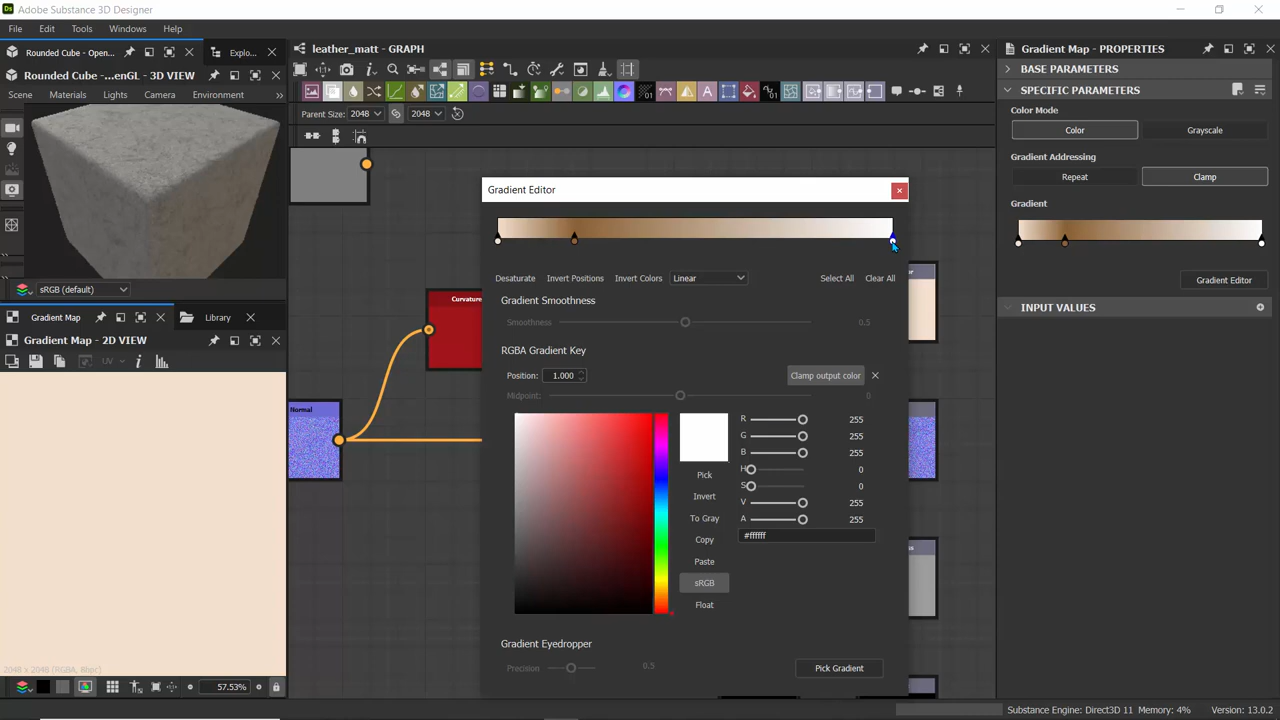 Adobe Substance 3D Designer
File Edit Tools Windows Help
Rounded Cube - Open... Explo...
Rounded Cube -...enGL - 3D VIEW
Scene Materials Lights Camera Environment
sRGB (default)
Gradient Map Library
Gradient Map - 2D VIEW
UV
2048 x 2048 (RGBA, 8bpc)
57.53%
leather_matt - GRAPH
Parent Size: 2048 2048
Curvature
Normal
Gradient Editor
Desaturate Invert Positions Invert Colors Linear Select All Clear All
Gradient Smoothness
Smoothness 0.5
RGBA Gradient Key
Position: 1.000 Clamp output color
Midpoint: 0
R 255
G 255
B 255
H 0
S 0
V 255
A 255
#ffffff
Pick
Invert
To Gray
Copy
Paste
sRGB
Float
Gradient Eyedropper
Precision 0.5 Pick Gradient
Gradient Map - PROPERTIES
BASE PARAMETERS
SPECIFIC PARAMETERS
Color Mode
Color Grayscale
Gradient Addressing
Repeat Clamp
Gradient
Gradient Editor
INPUT VALUES
Substance Engine: Direct3D 11 Memory: 4% Version: 13.0.2